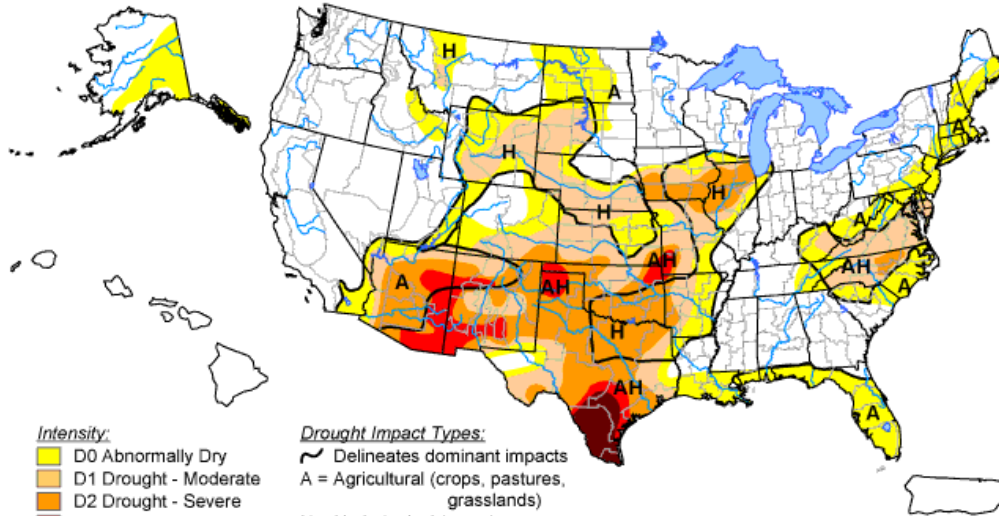 H
A
A
H
H
H
A
AH
A
AH
AH
A
H
AH
A
Intensity:
D0 Abnormally Dry
D1 Drought - Moderate
D2 Drought - Severe
Drought Impact Types:
Delineates dominant impacts
A = Agricultural (crops, pastures,
grasslands)